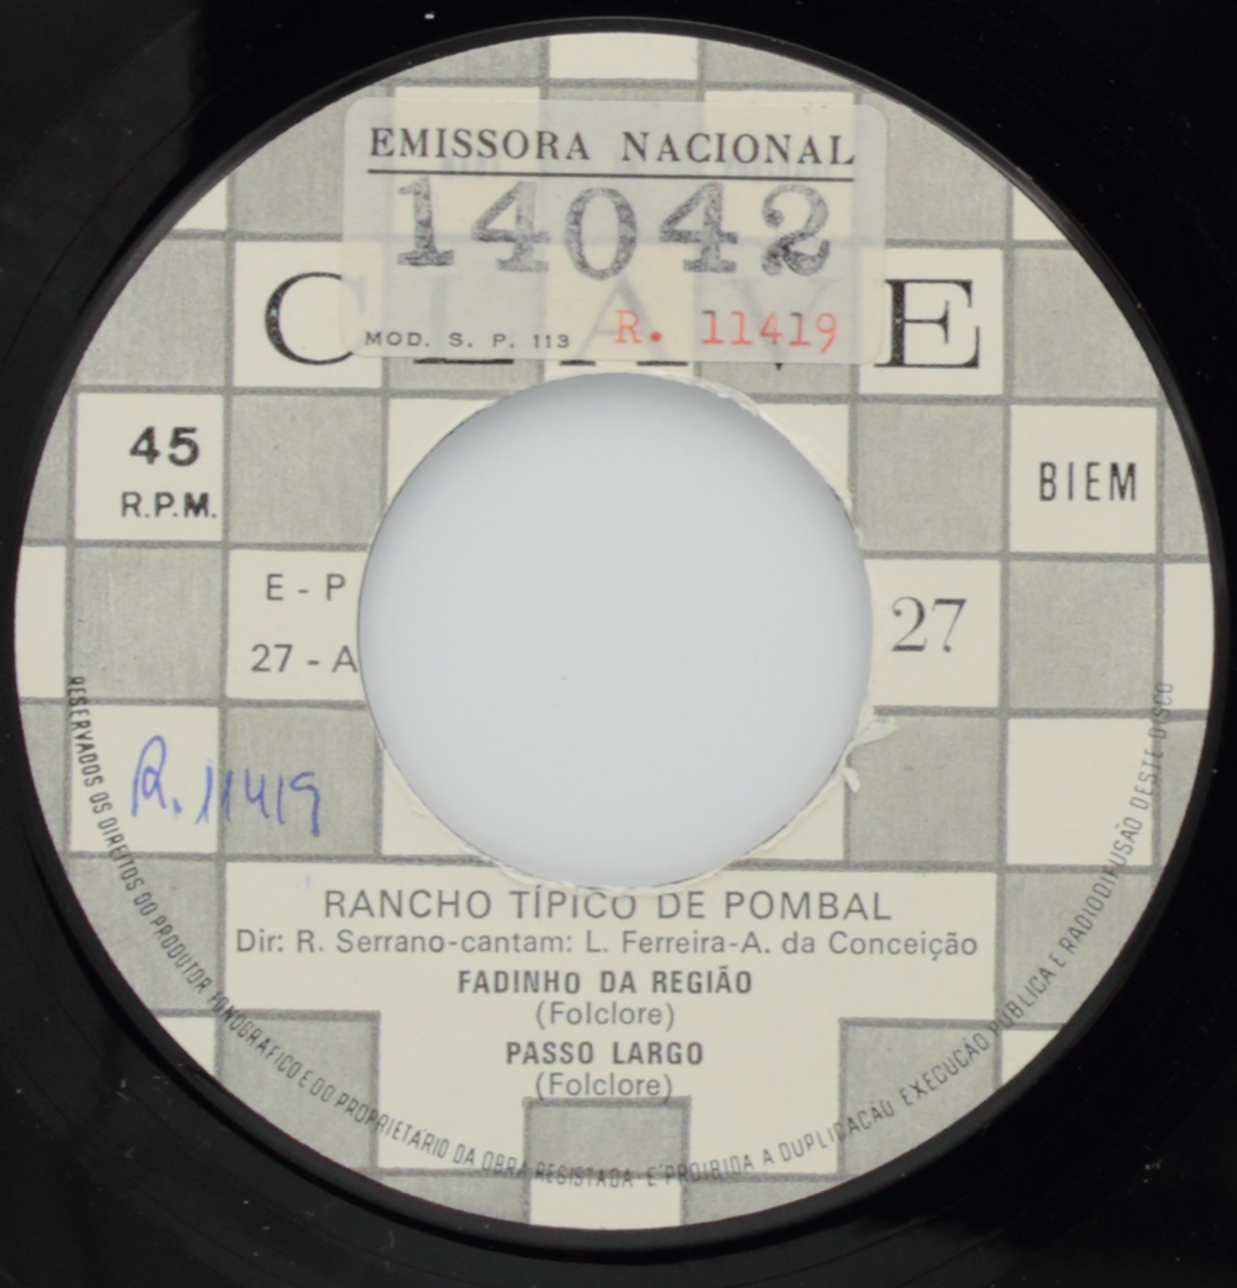 EMISSORA NACIONAL
14042
MOD. S. P. 113 R. 11419
CLAVE
45
R.P.M.
BIEM
E - P
27 - A
27
R. 11419
RANCHO TÍPICO DE POMBAL
Dir: R. Serrano-cantam: L. Ferreira-A. da Conceição
FADINHO DA REGIÃO
(Folclore)
PASSO LARGO
(Folclore)
RESERVADOS OS DIREITOS DO PRODUTOR FONOGRÁFICO E DO PROPRIETÁRIO DA OBRA REGISTADA - É PROIBIDA A DUPLICAÇÃO EXECUÇÃO PÚBLICA E RADIODIFUSÃO DESTE DISCO